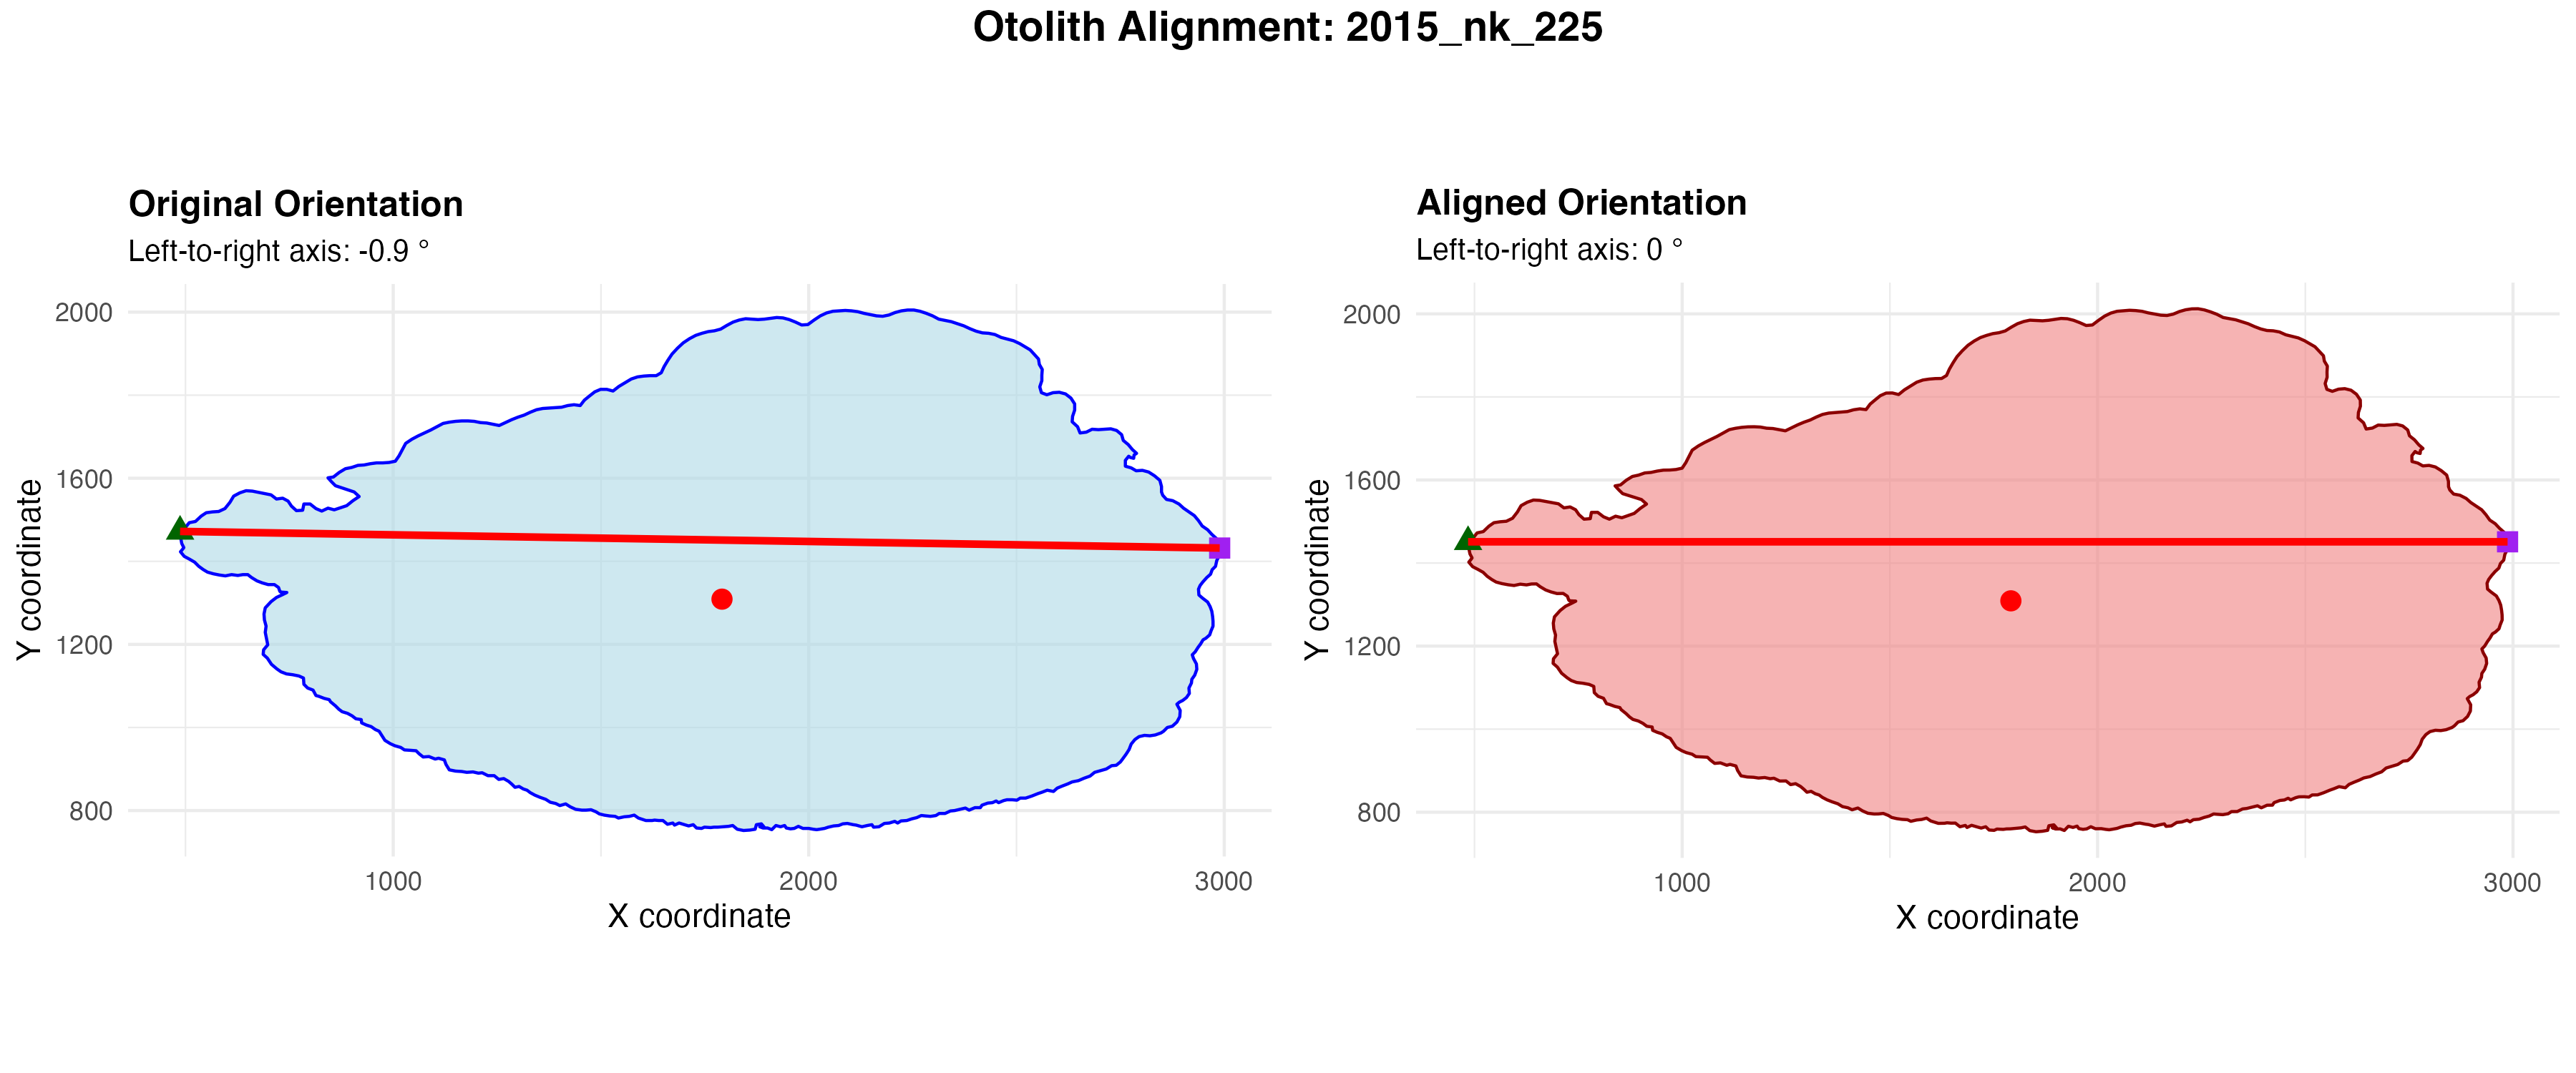 Otolith Alignment: 2015_nk_225
Original Orientation
Left-to-right axis: -0.9 °
2000
1600
1200
800
Y coordinate
1000
2000
3000
X coordinate
Aligned Orientation
Left-to-right axis: 0 °
2000
1600
1200
800
Y coordinate
1000
2000
3000
X coordinate